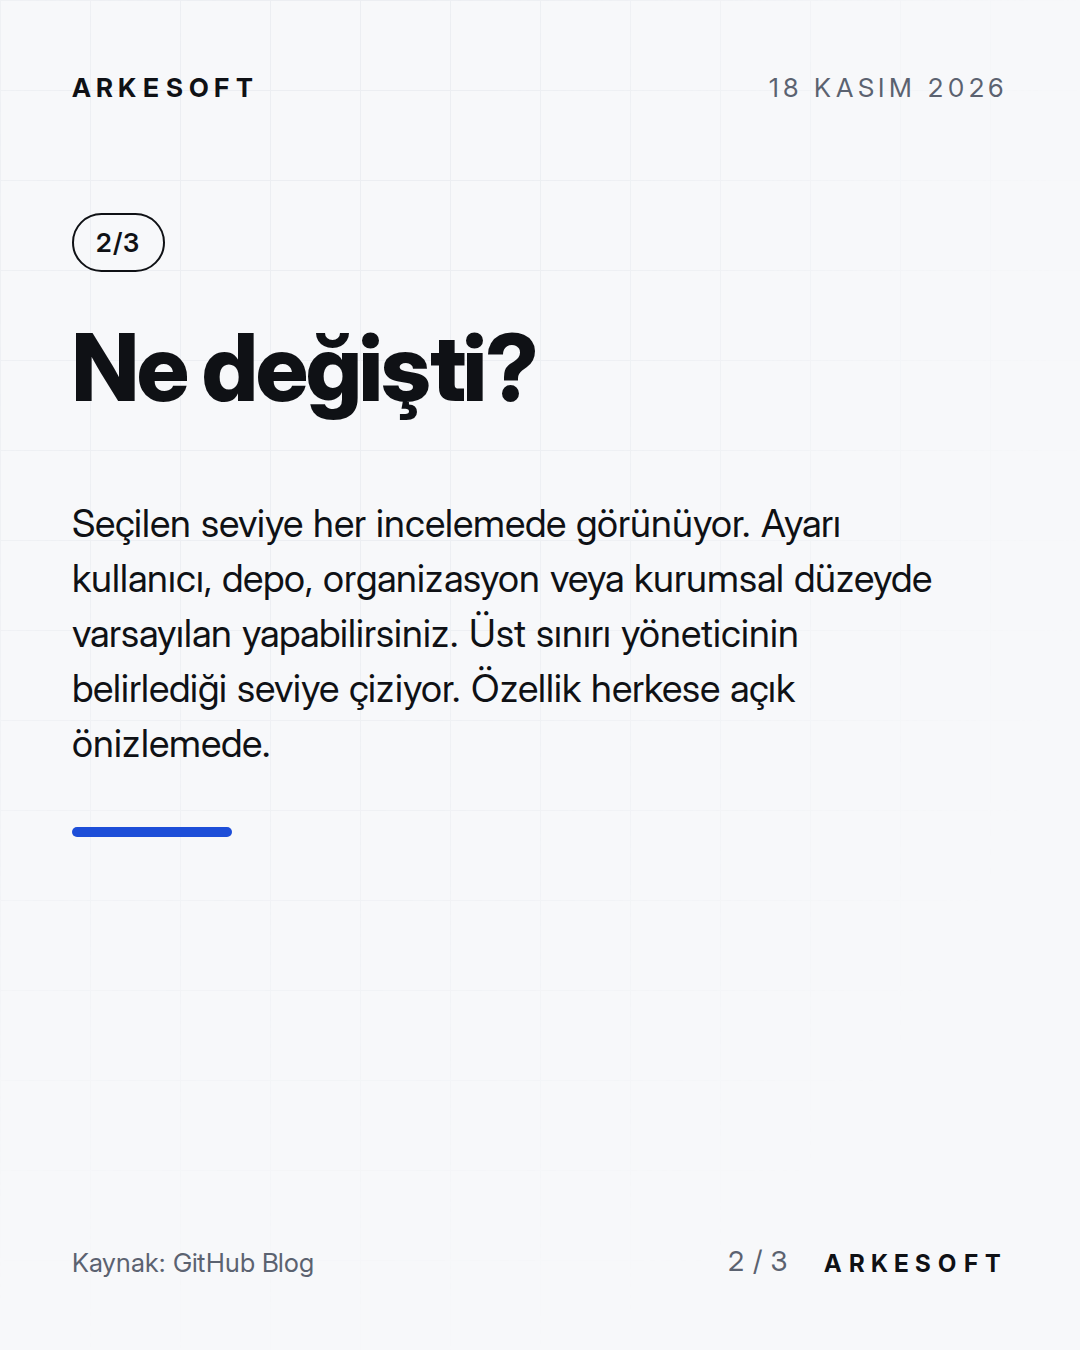 ARKESOFT
18 KASIM 2026
2/3
Ne değişti?
Seçilen seviye her incelemede görünüyor. Ayarı
kullanıcı, depo, organizasyon veya kurumsal düzeyde
varsayılan yapabilirsiniz. Üst sınırı yöneticinin
belirlediği seviye çiziyor. Özellik herkese açık
önizlemede.
Kaynak: GitHub Blog
2 / 3
ARKESOFT